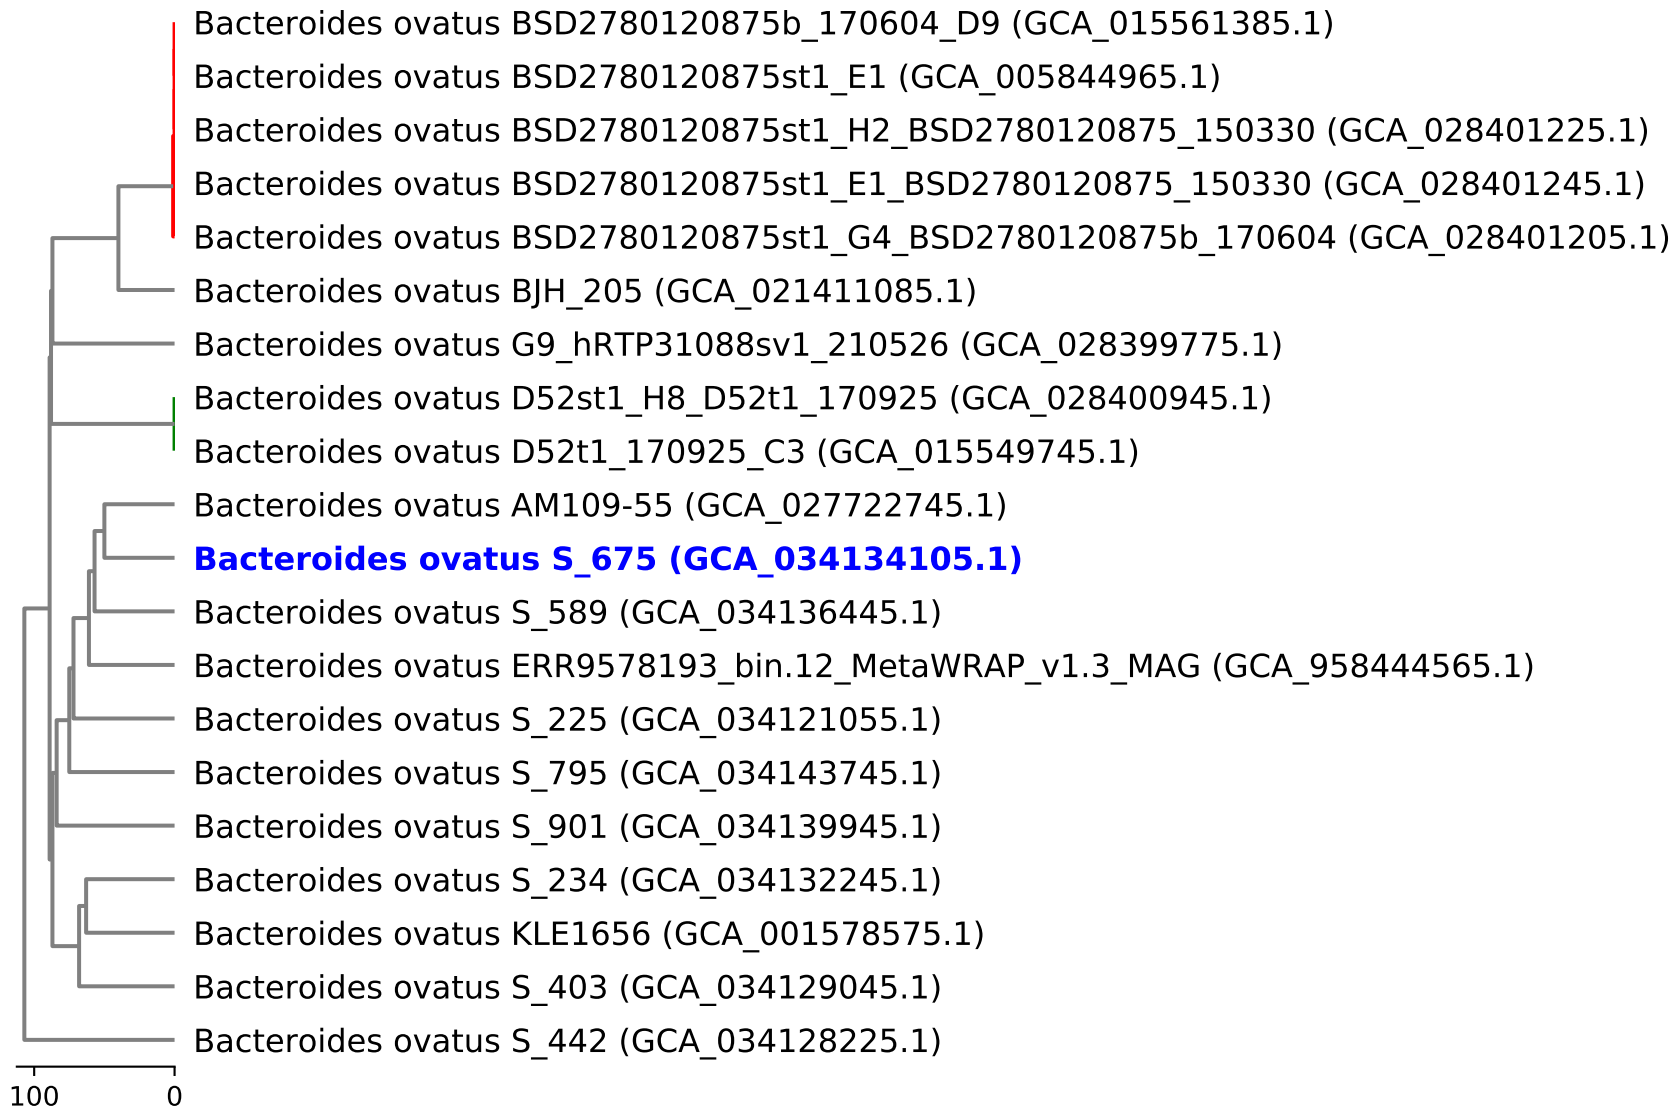 Bacteroides ovatus BSD2780120875b_170604_D9 (GCA_015561385.1)
Bacteroides ovatus BSD2780120875st1_E1 (GCA_005844965.1)
Bacteroides ovatus BSD2780120875st1_H2_BSD2780120875_150330 (GCA_028401225.1)
Bacteroides ovatus BSD2780120875st1_E1_BSD2780120875_150330 (GCA_028401245.1)
Bacteroides ovatus BSD2780120875st1_G4_BSD2780120875b_170604 (GCA_028401205.1)
Bacteroides ovatus BJH_205 (GCA_021411085.1)
Bacteroides ovatus G9_hRTP31088sv1_210526 (GCA_028399775.1)
Bacteroides ovatus D52st1_H8_D52t1_170925 (GCA_028400945.1)
Bacteroides ovatus D52t1_170925_C3 (GCA_015549745.1)
Bacteroides ovatus AM109-55 (GCA_027722745.1)
Bacteroides ovatus S_675 (GCA_034134105.1)
Bacteroides ovatus S_589 (GCA_034136445.1)
Bacteroides ovatus ERR9578193_bin.12_MetaWRAP_v1.3_MAG (GCA_958444565.1)
Bacteroides ovatus S_225 (GCA_034121055.1)
Bacteroides ovatus S_795 (GCA_034143745.1)
Bacteroides ovatus S_901 (GCA_034139945.1)
Bacteroides ovatus S_234 (GCA_034132245.1)
Bacteroides ovatus KLE1656 (GCA_001578575.1)
Bacteroides ovatus S_403 (GCA_034129045.1)
Bacteroides ovatus S_442 (GCA_034128225.1)
100 0